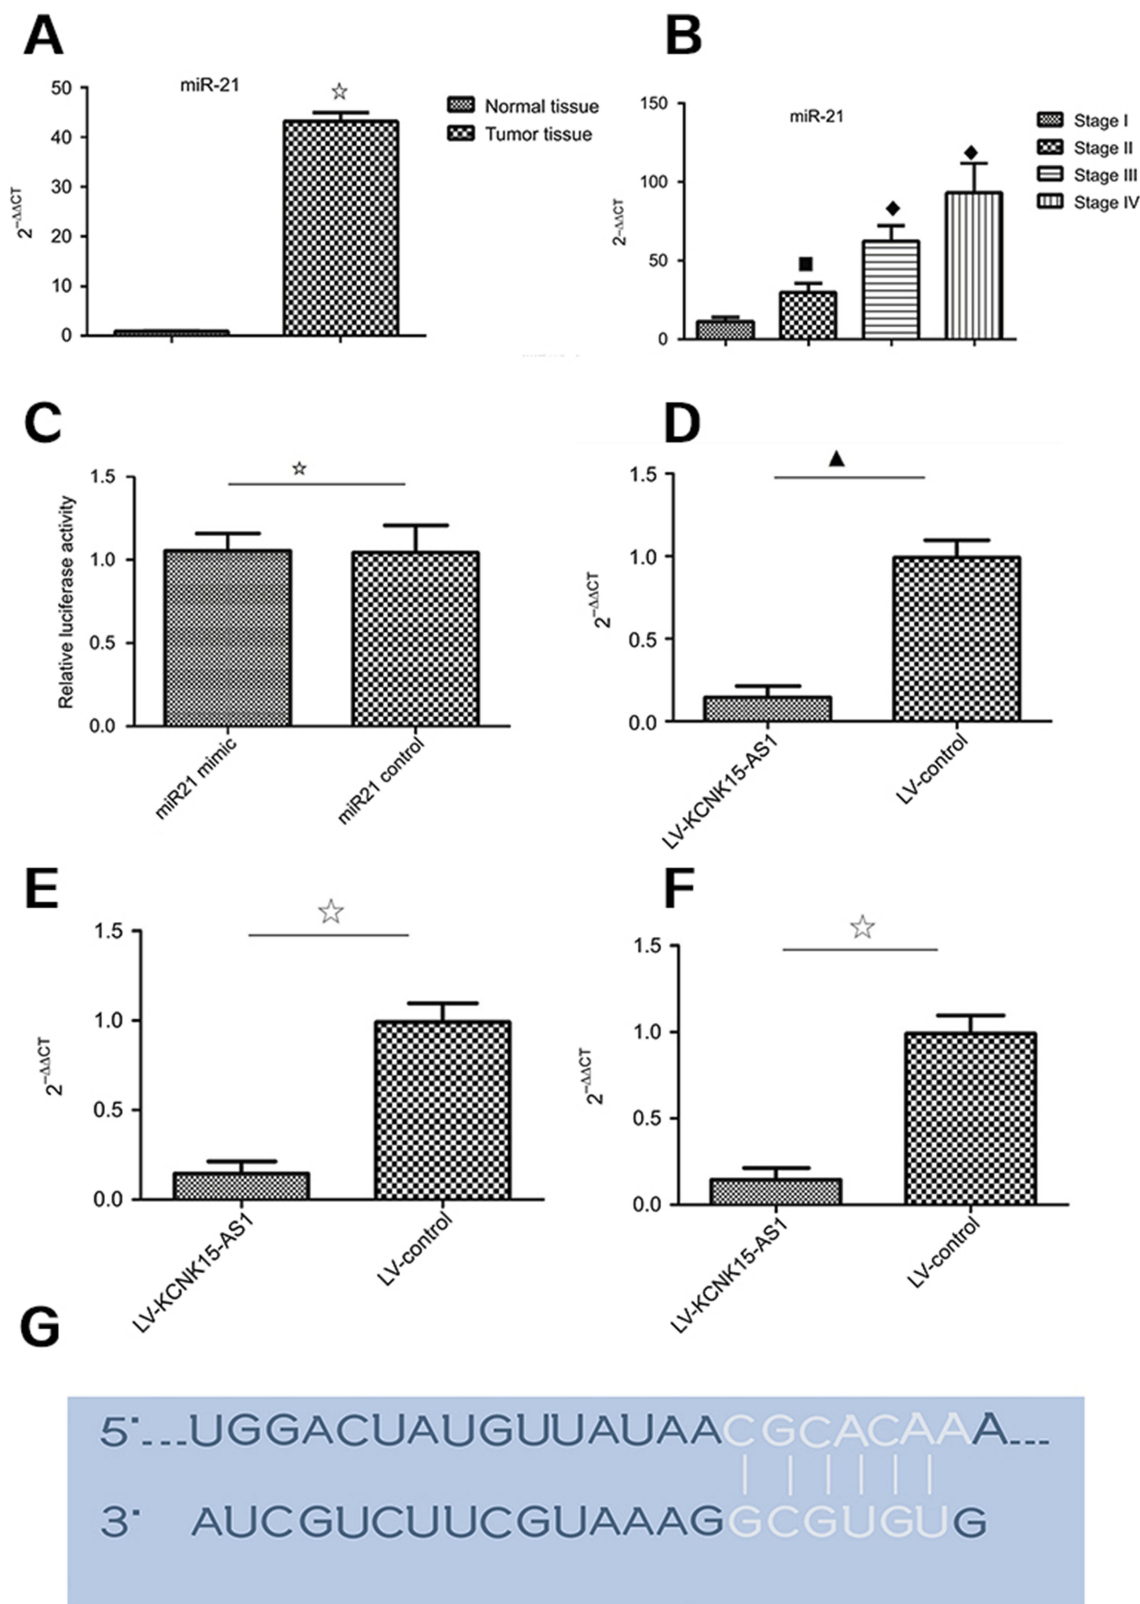 A
miR-21
50
40
30
20
10
0
2^−ΔΔCT
Normal tissue
Tumor tissue
B
miR-21
150
100
50
0
2^−ΔΔCT
Stage I
Stage II
Stage III
Stage IV
C
1.5
1.0
0.5
0.0
Relative luciferase activity
miR21 mimic
miR21 control
D
1.5
1.0
0.5
0.0
2^−ΔΔCT
LV-KCNK15-AS1
LV-control
E
1.5
1.0
0.5
0.0
2^−ΔΔCT
LV-KCNK15-AS1
LV-control
F
1.5
1.0
0.5
0.0
2^−ΔΔCT
LV-KCNK15-AS1
LV-control
G
5'...UGGACUAUGUUAUAACGCACAAA...
3' AUCGUCUUCGUAAAGGCGUGUG